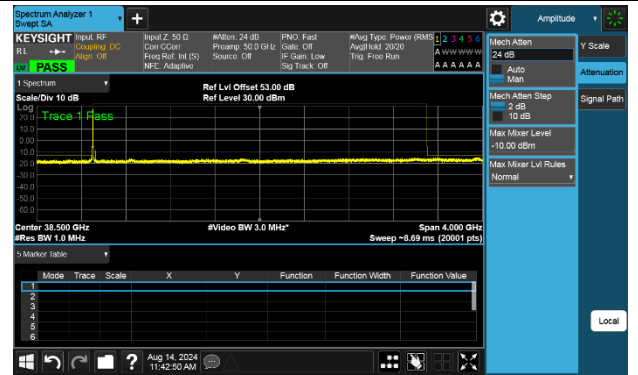 Spectrum Analyzer 1
Swept SA
Amplitude
KEYSIGHT
RL
LV PASS
Input: RF
Coupling: DC
Align: Off
Input Z: 50 Ω
Corr CCorr
Freq Ref: Int (S)
NFE: Adaptive
#Atten: 24 dB
Preamp: 50.0 GHz
Source: Off
PNO: Fast
Gate: Off
IF Gain: Low
Sig Track: Off
#Avg Type: Power (RMS
Avg|Hold: 20/20
Trig: Free Run
1 2 3 4 5 6
A W W W W W
A A A A A A
1 Spectrum
Scale/Div 10 dB
Ref Lvl Offset 53.00 dB
Ref Level 30.00 dBm
Log
Trace 1 Pass
20.0
10.0
0.00
-10.0
-20.0
-30.0
-40.0
-50.0
-60.0
Center 38.500 GHz
#Res BW 1.0 MHz
#Video BW 3.0 MHz*
Span 4.000 GHz
Sweep ~8.69 ms (20001 pts)
5 Marker Table
Mode Trace Scale X Y Function Function Width Function Value
1
2
3
4
5
6
Mech Atten
24 dB
Auto
Man
Mech Atten Step
2 dB
10 dB
Max Mixer Level
-10.00 dBm
Max Mixer Lvl Rules
Normal
Y Scale
Attenuation
Signal Path
Local
Aug 14, 2024
11:42:50 AM